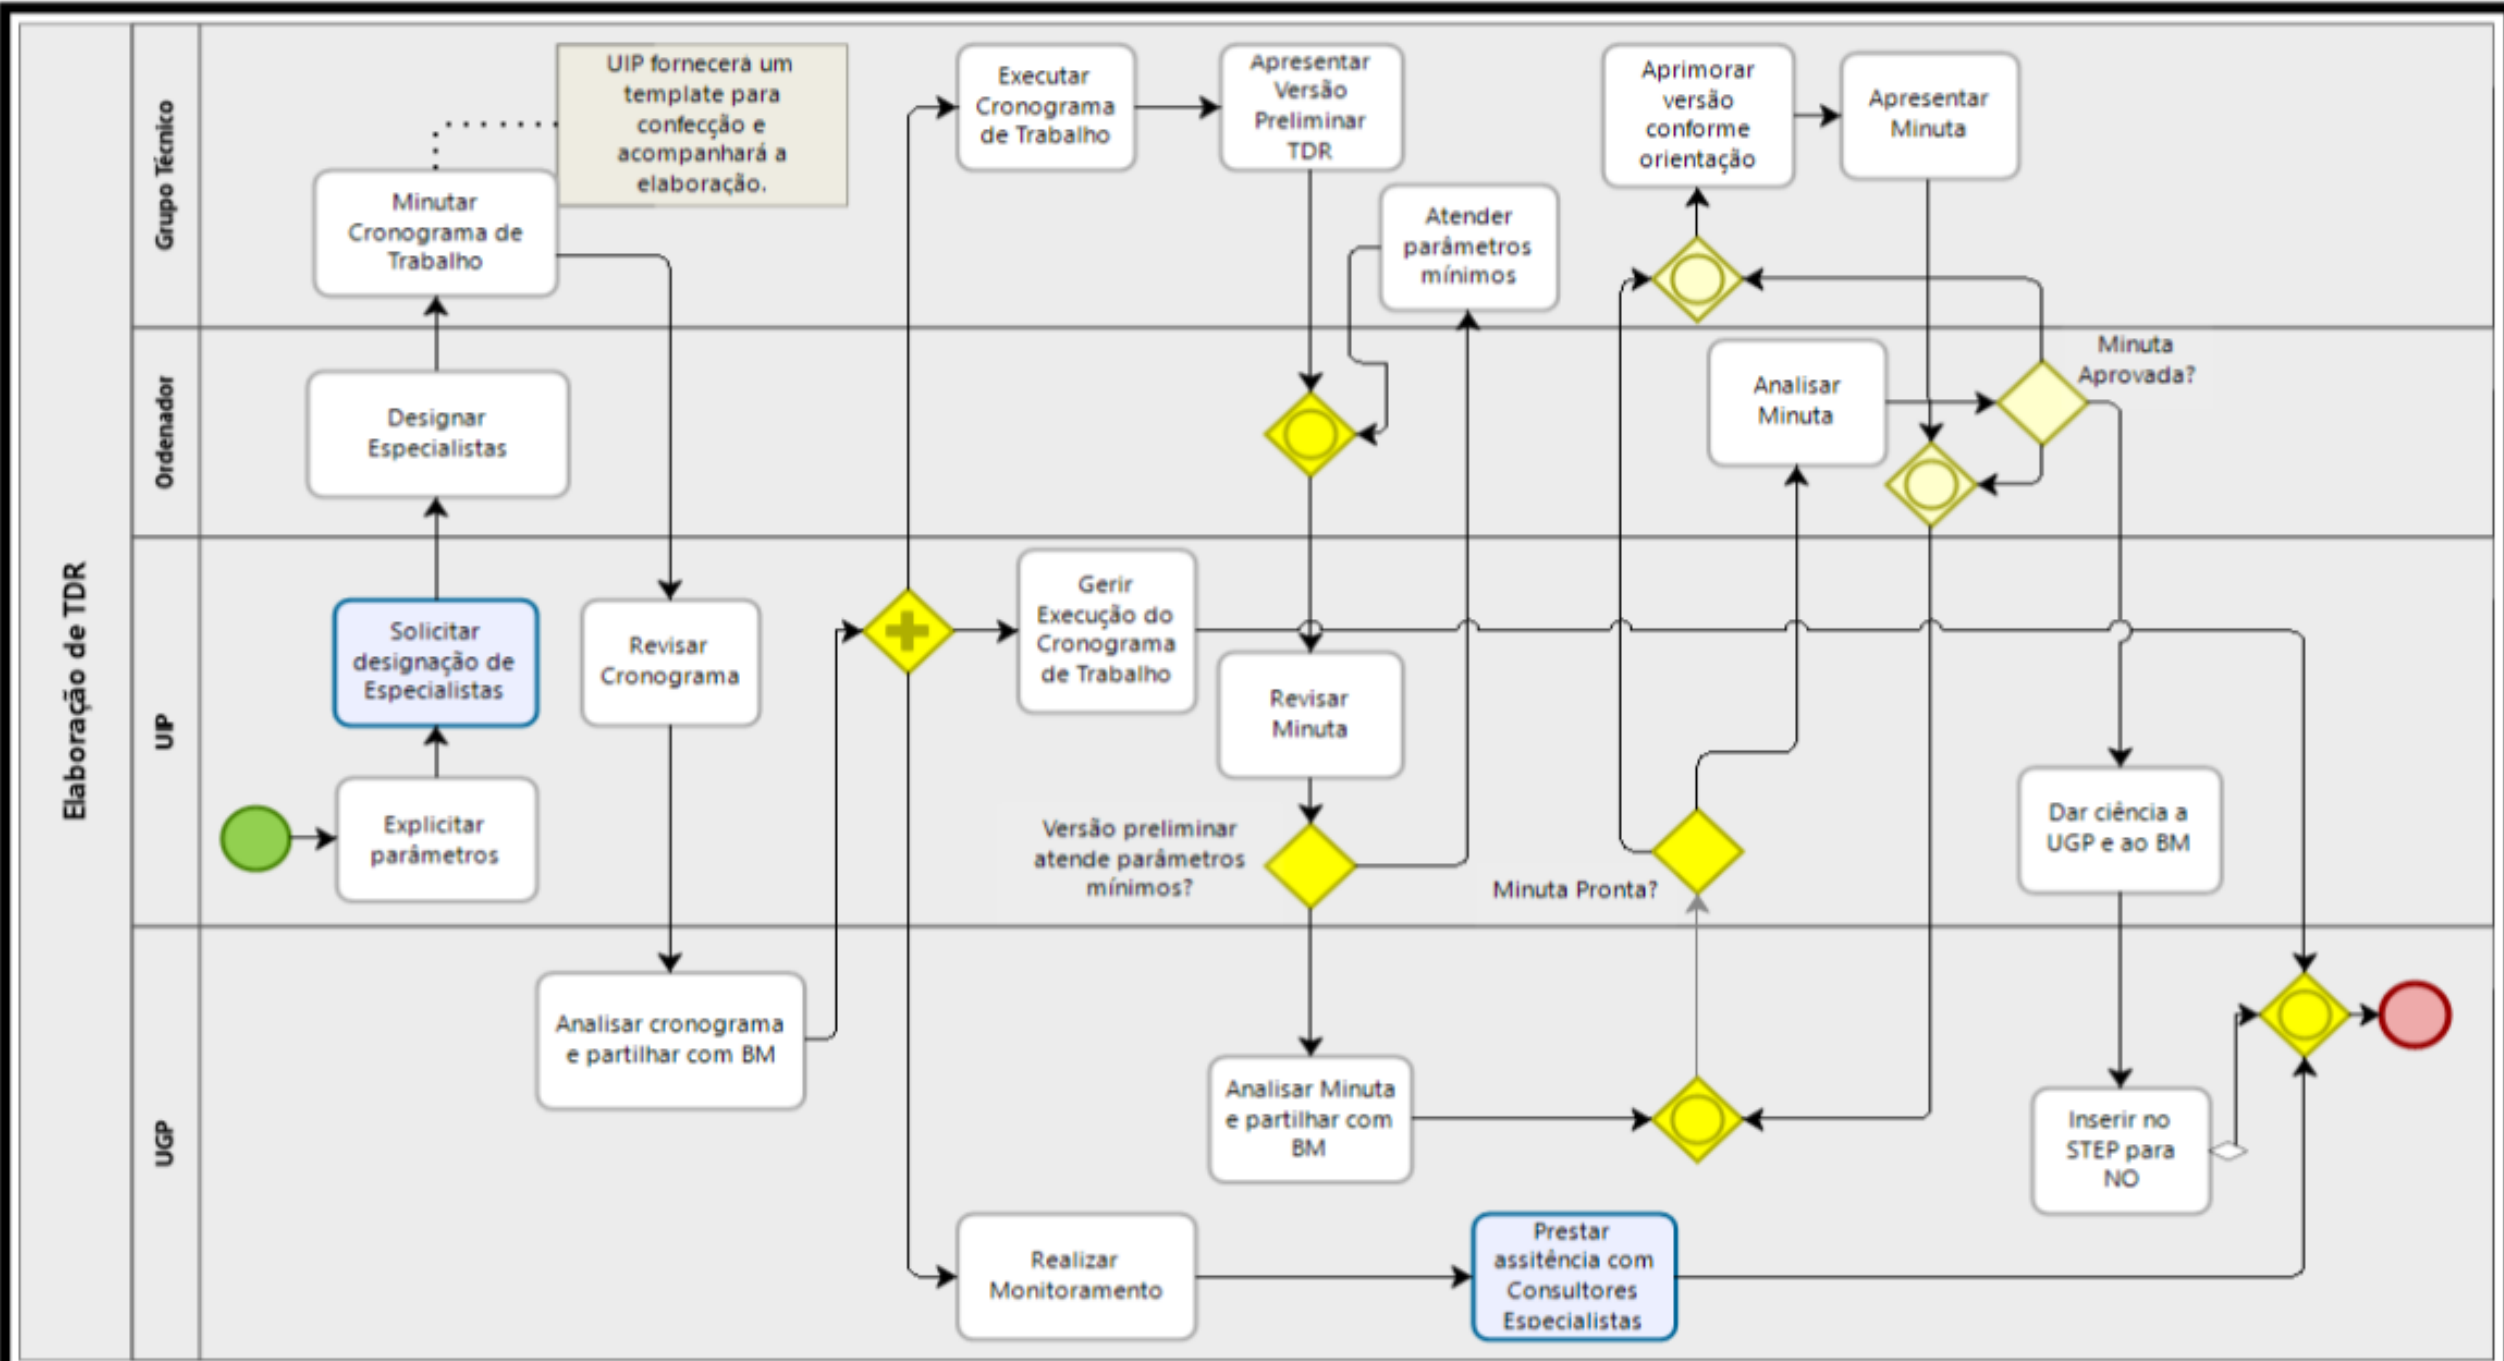 Elaboração de TDR
Grupo Técnico
UIP fornecerá um
template para
confecção e
acompanhará a
elaboração.
Minutar
Cronograma de
Trabalho
Executar
Cronograma
de Trabalho
Apresentar
Versão
Preliminar
TDR
Atender
parâmetros
mínimos
Aprimorar
versão
conforme
orientação
Apresentar
Minuta
Ordenador
Designar
Especialistas
Analisar
Minuta
Minuta
Aprovada?
UIP
Solicitar
designação de
Especialistas
Revisar
Cronograma
Gerir
Execução do
Cronograma
de Trabalho
Revisar
Minuta
Explicitar
parâmetros
Versão preliminar
atende parâmetros
mínimos?
Minuta Pronta?
Dar ciência a
UGP e ao BM
UGP
Analisar cronograma
e partilhar com BM
Analisar Minuta
e partilhar com
BM
Inserir no
STEP para
NO
Realizar
Monitoramento
Prestar
assitência com
Consultores
Especialistas